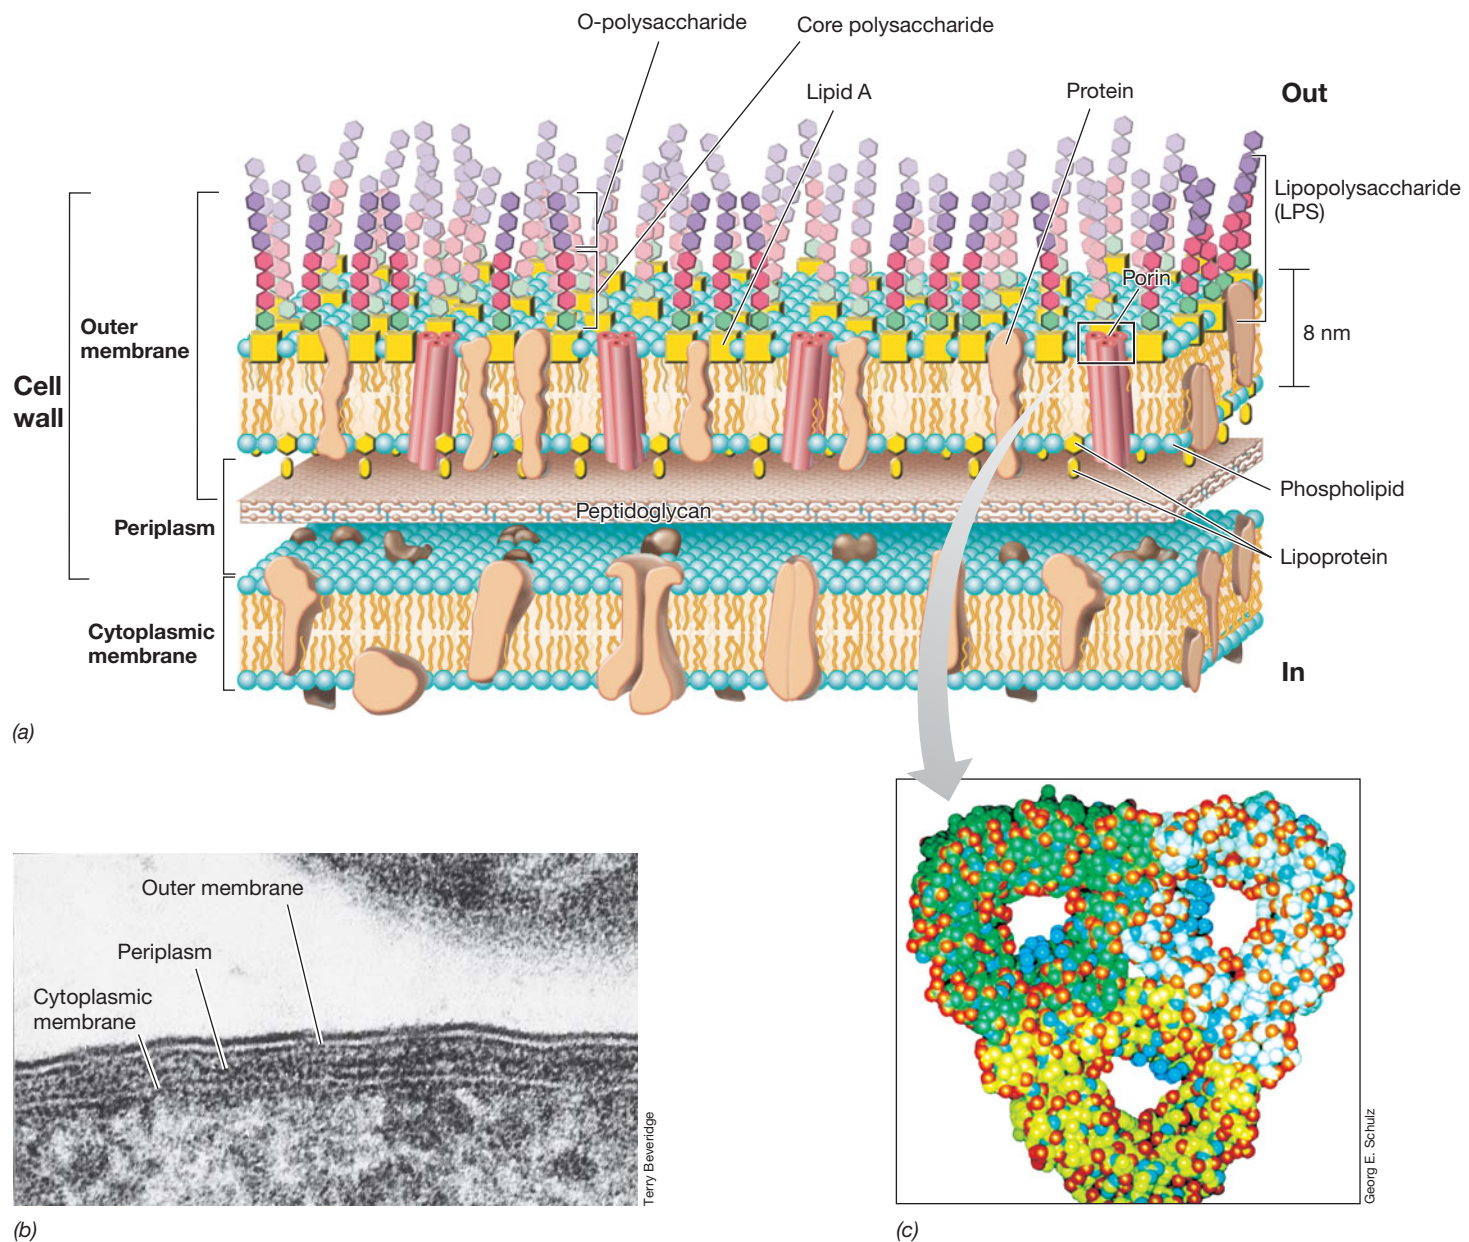 O-polysaccharide
Core polysaccharide
Lipid A
Protein
Out
Lipopolysaccharide
(LPS)
Porin
8 nm
Outer
membrane
Cell
wall
Periplasm
Peptidoglycan
Phospholipid
Lipoprotein
Cytoplasmic
membrane
In
(a)
Outer membrane
Periplasm
Cytoplasmic
membrane
Terry Beveridge
(b)
Georg E. Schulz
(c)